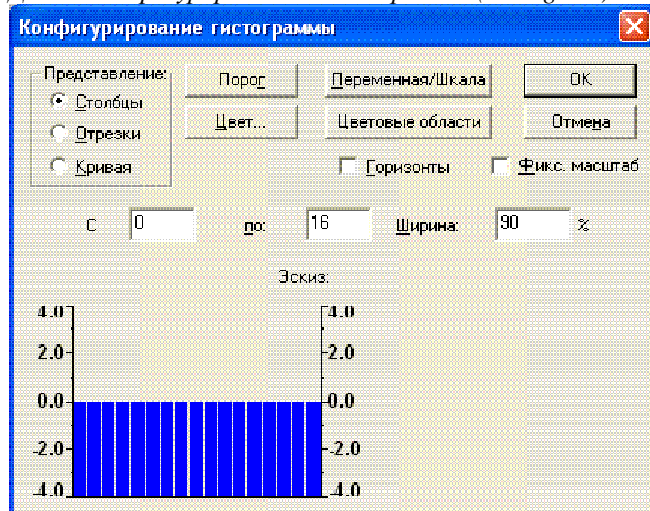 Конфигурирование гистограммы
Представление:
Столбцы
Отрезки
Кривая
Порог
Переменная/Шкала
OK
Цвет...
Цветовые области
Отмена
Горизонты
Фикс. масштаб
С 0 по: 16 Ширина: 90 %
Эскиз:
4.0 4.0
2.0 2.0
0.0 0.0
-2.0 -2.0
-4.0 -4.0